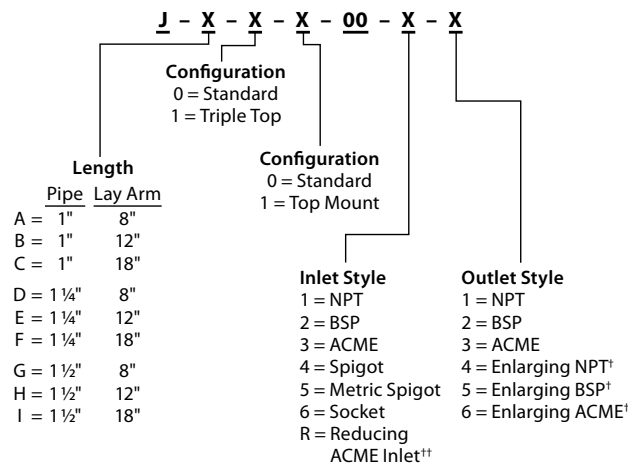 J – X – X – X – 00 – X – X
Configuration
0 = Standard
1 = Triple Top
Configuration
0 = Standard
1 = Top Mount
Length
Pipe Lay Arm
A = 1" 8"
B = 1" 12"
C = 1" 18"
D = 1 ¼" 8"
E = 1 ¼" 12"
F = 1 ¼" 18"
G = 1 ½" 8"
H = 1 ½" 12"
I = 1 ½" 18"
Inlet Style
1 = NPT
2 = BSP
3 = ACME
4 = Spigot
5 = Metric Spigot
6 = Socket
R = Reducing
ACME Inlet††
Outlet Style
1 = NPT
2 = BSP
3 = ACME
4 = Enlarging NPT†
5 = Enlarging BSP†
6 = Enlarging ACME†